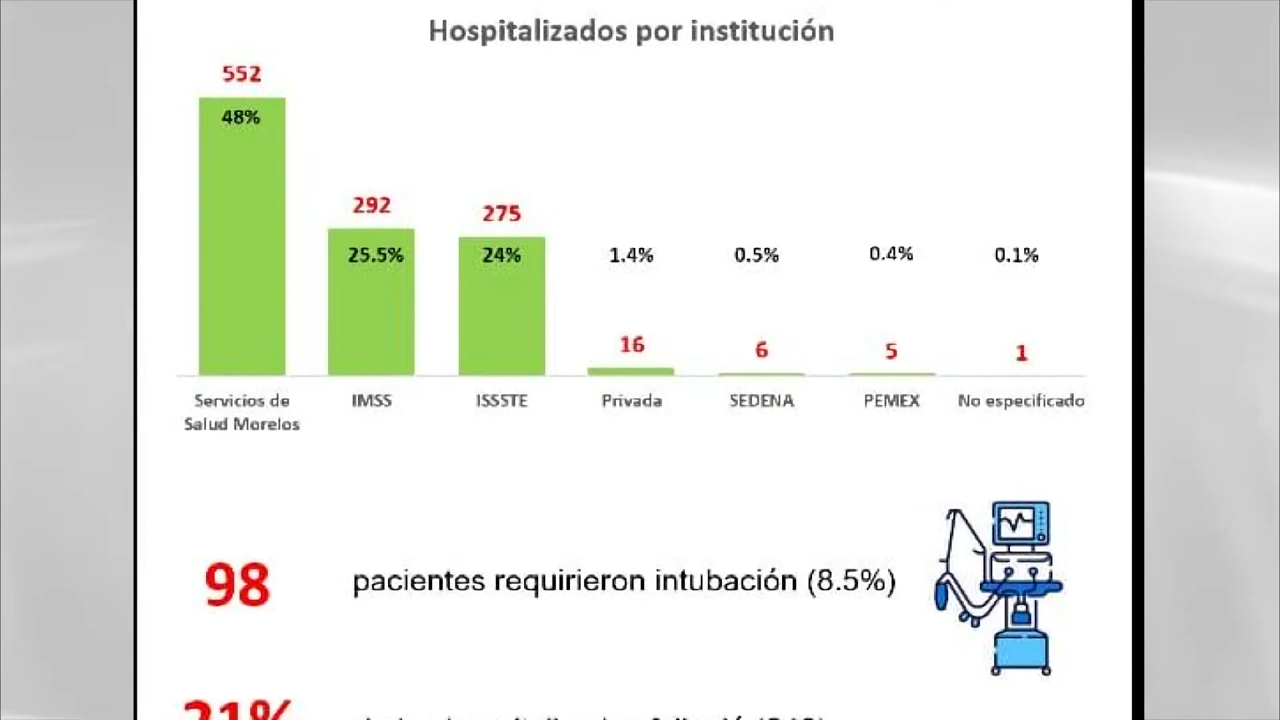 Hospitalizados por institución
552
48%
292
25.5%
275
24%
1.4%
16
0.5%
6
0.4%
5
0.1%
1
Servicios de
Salud Morelos
IMSS
ISSSTE
Privada
SEDENA
PEMEX
No especificado
98
pacientes requirieron intubación (8.5%)